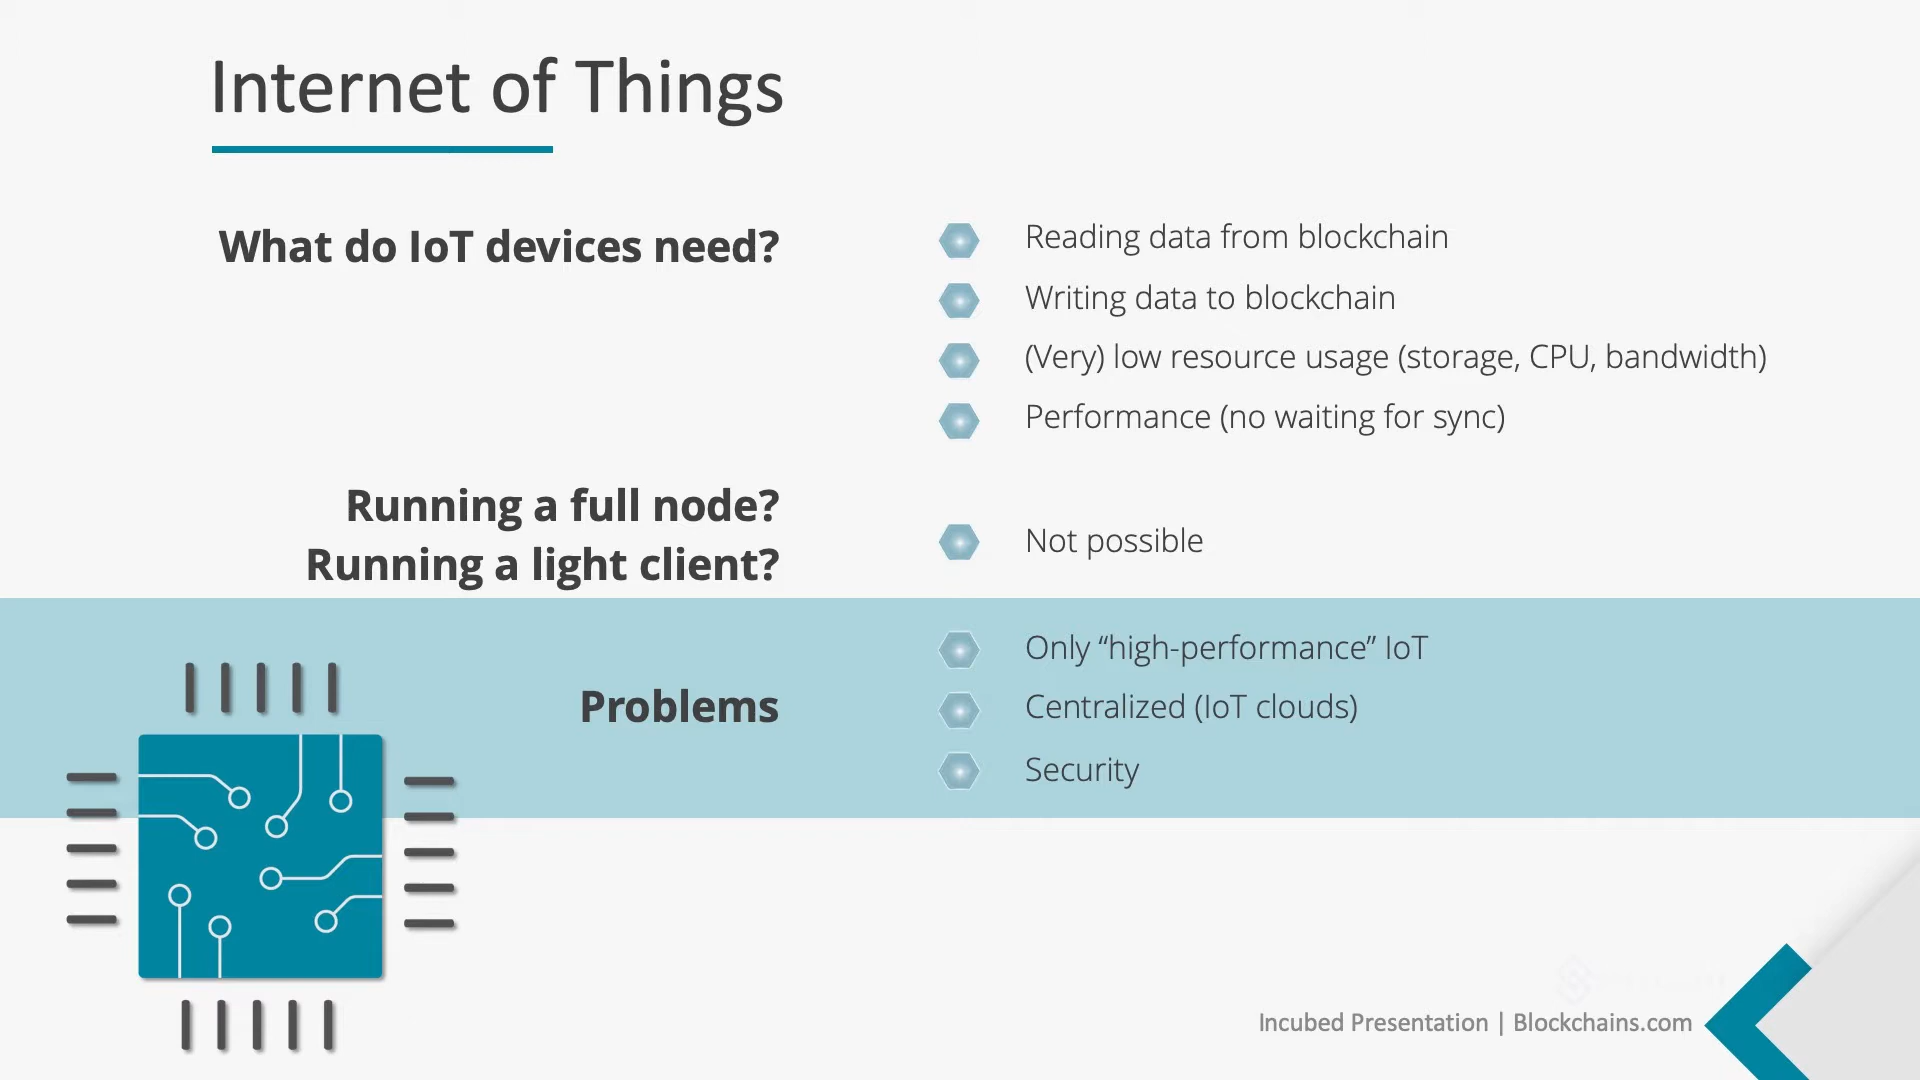 Internet of Things
What do IoT devices need?
Reading data from blockchain
Writing data to blockchain
(Very) low resource usage (storage, CPU, bandwidth)
Performance (no waiting for sync)
Running a full node?
Running a light client?
Not possible
Problems
Only “high-performance” IoT
Centralized (IoT clouds)
Security
Incubed Presentation | Blockchains.com